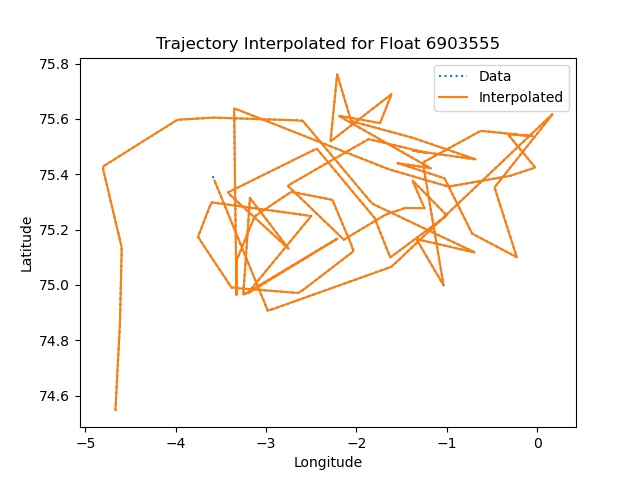 Trajectory Interpolated for Float 6903555
Data
Interpolated
75.8
75.6
75.4
75.2
75.0
74.8
74.6
Latitude
−5
−4
−3
−2
−1
0
Longitude